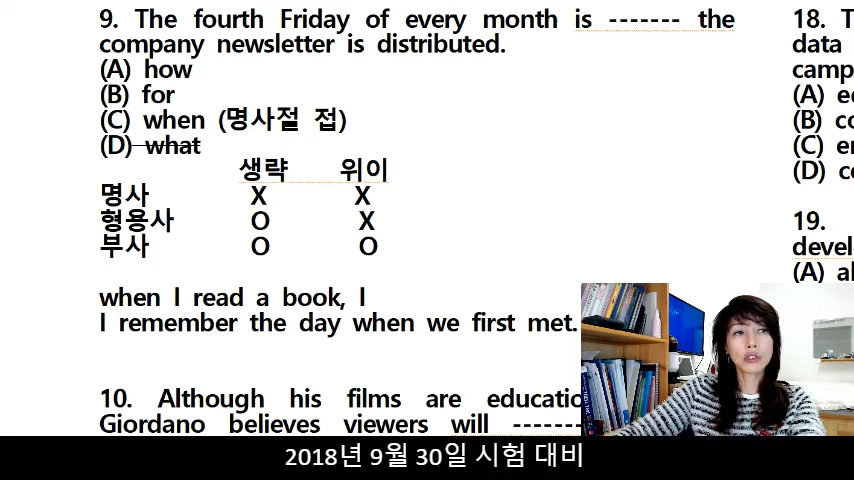 9. The fourth Friday of every month is ------- the
company newsletter is distributed.
(A) how
(B) for
(C) when (명사절 접)
(D) what
생략 위이
명사 X X
형용사 O X
부사 O O
when I read a book, I
I remember the day when we first met.
10. Although his films are educatio
Giordano believes viewers will -------
18. T
data
camp
(A) e
(B) co
(C) e
(D) c
19.
devel
(A) al
2018년 9월 30일 시험 대비